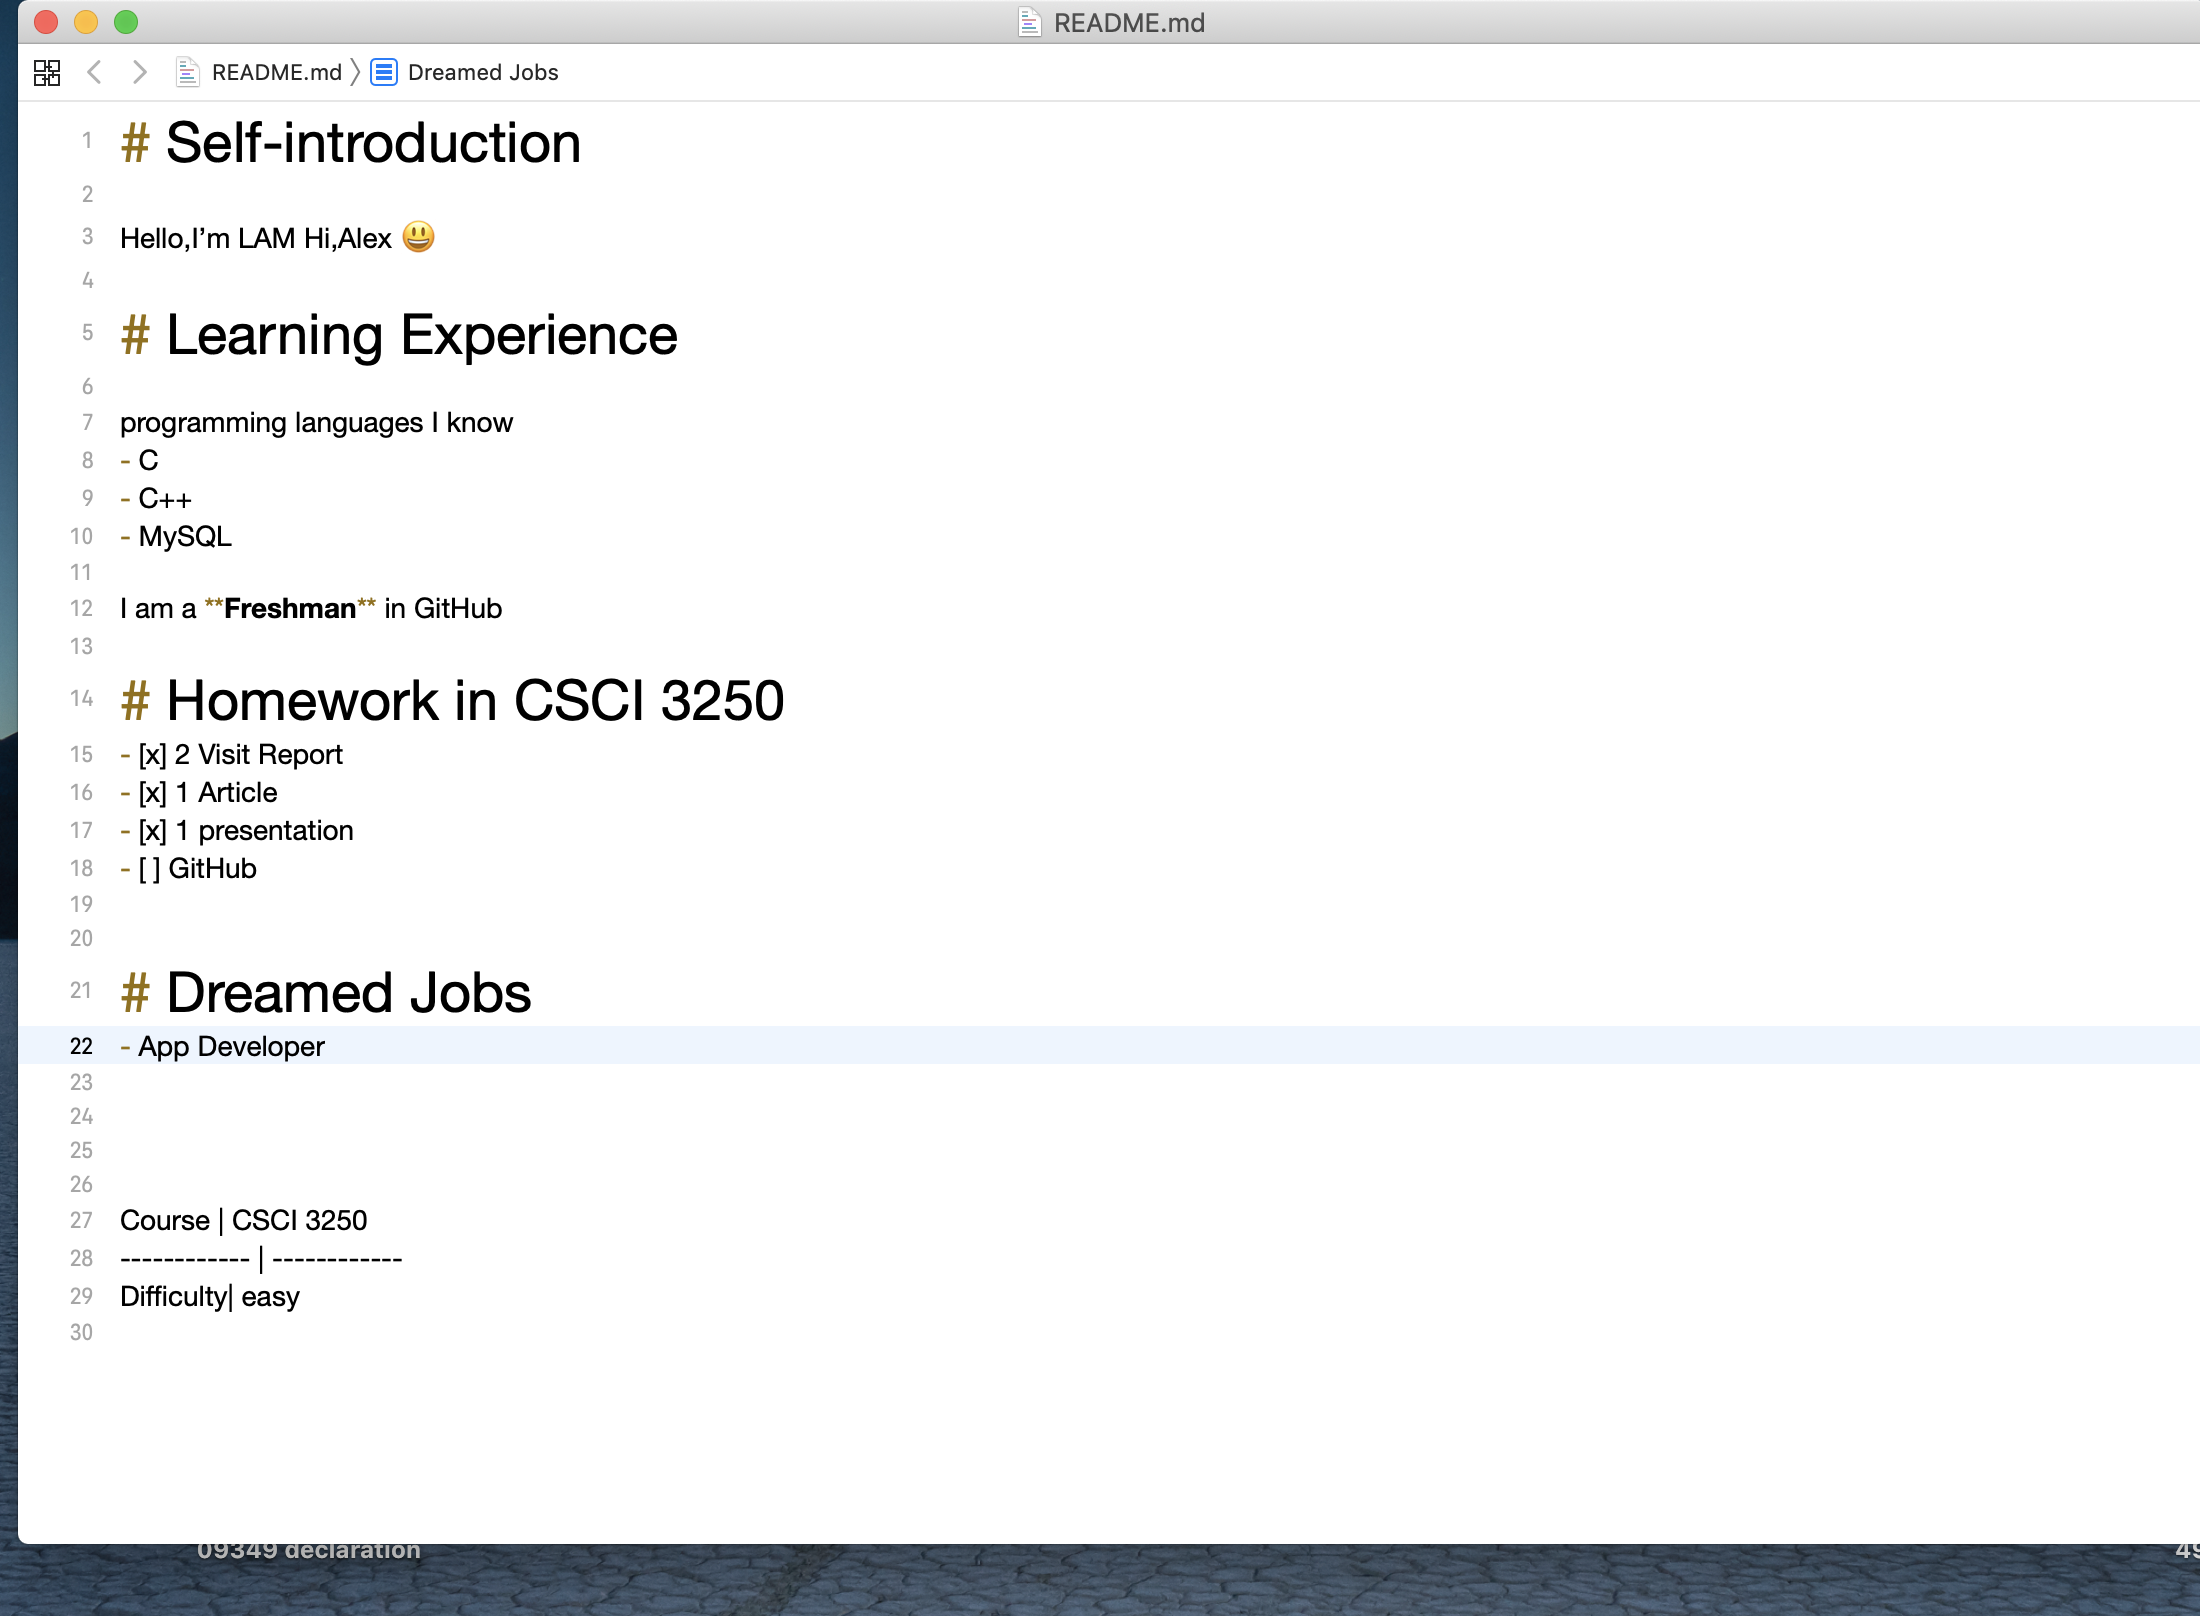 README.md
README.md 〉 Dreamed Jobs
1 # Self-introduction
2
3 Hello,I’m LAM Hi,Alex 😃
4
5 # Learning Experience
6
7 programming languages I know
8 - C
9 - C++
10 - MySQL
11
12 I am a **Freshman** in GitHub
13
14 # Homework in CSCI 3250
15 - [x] 2 Visit Report
16 - [x] 1 Article
17 - [x] 1 presentation
18 - [ ] GitHub
19
20
21 # Dreamed Jobs
22 - App Developer
23
24
25
26
27 Course | CSCI 3250
28 ------------ | ------------
29 Difficulty| easy
30
09349 declaration